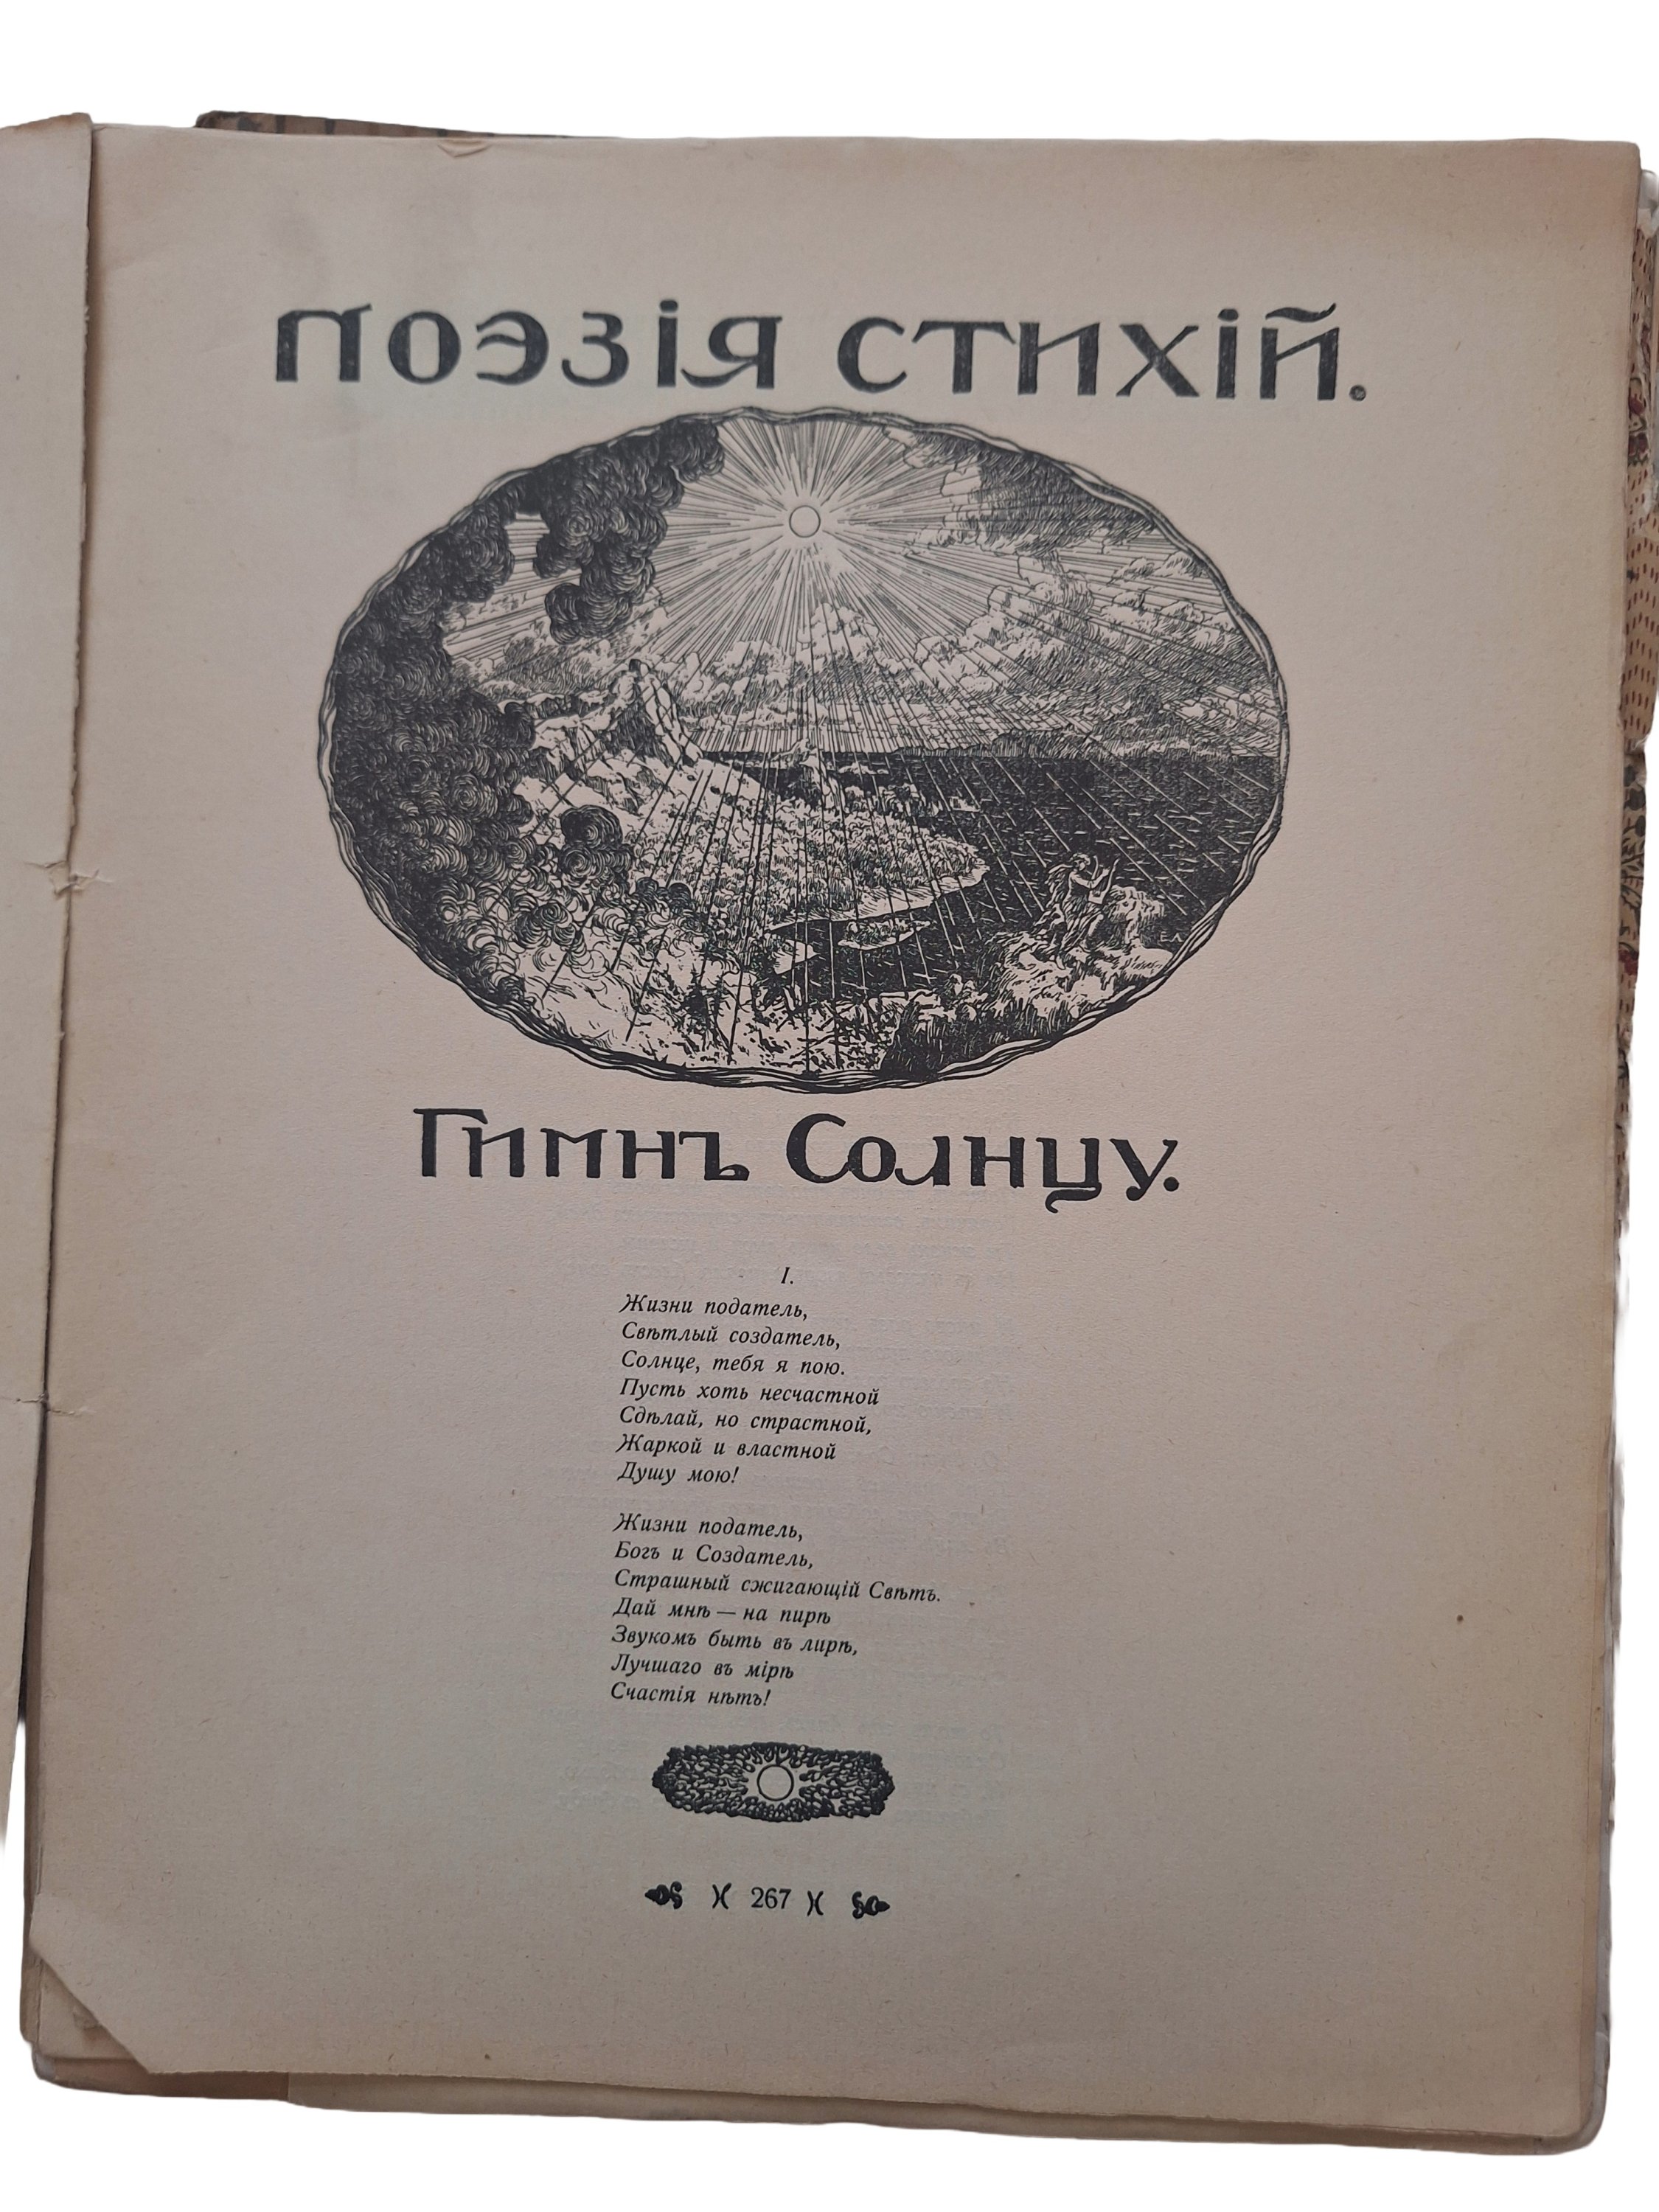 Поэзія стихій.
Гимнъ Солнцу.
I.
Жизни податель,
Свѣтлый создатель,
Солнце, тебя я пою.
Пусть хоть несчастной
Сдѣлай, но страстной,
Жаркой и властной
Душу мою!
Жизни податель,
Богъ и Создатель,
Страшный сжигающій Свѣтъ.
Дай мнѣ — на пирѣ
Звукомъ быть въ лирѣ,
Лучшаго въ мірѣ
Счастія нѣтъ!
267